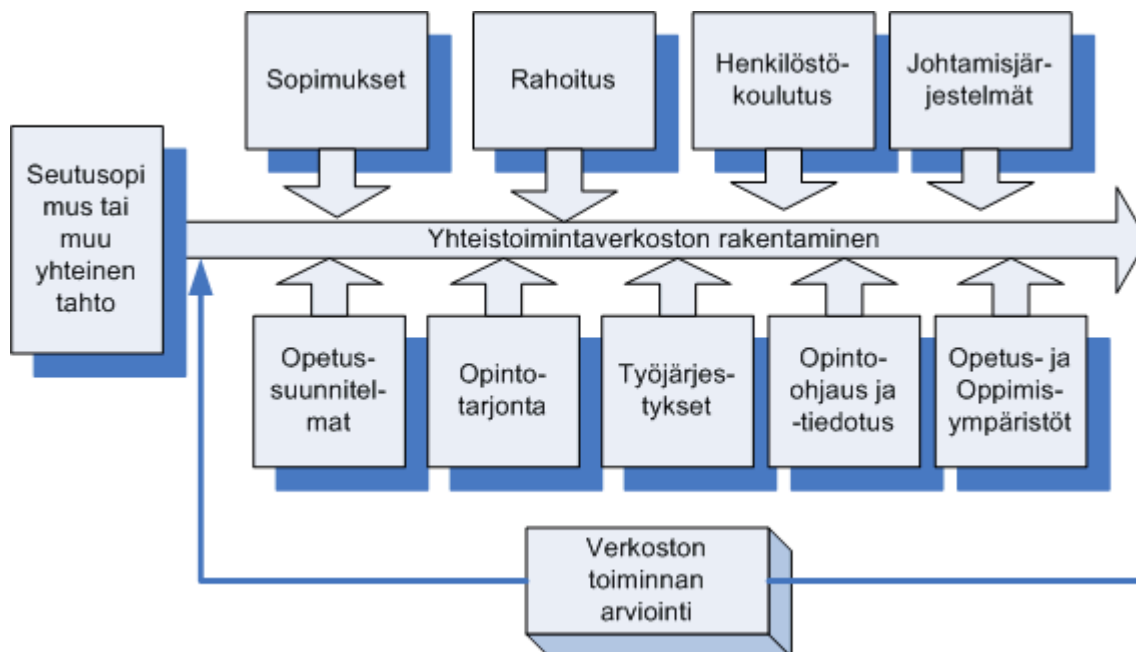 Sopimukset
Rahoitus
Henkilöstö-
koulutus
Johtamisjär-
jestelmät
Seutusopi
mus tai
muu
yhteinen
tahto
Yhteistoimintaverkoston rakentaminen
Opetus-
suunnitel-
mat
Opinto-
tarjonta
Työjärjes-
tykset
Opinto-
ohjaus ja
-tiedotus
Opetus- ja
Oppimis-
ympäristöt
Verkoston
toiminnan
arviointi